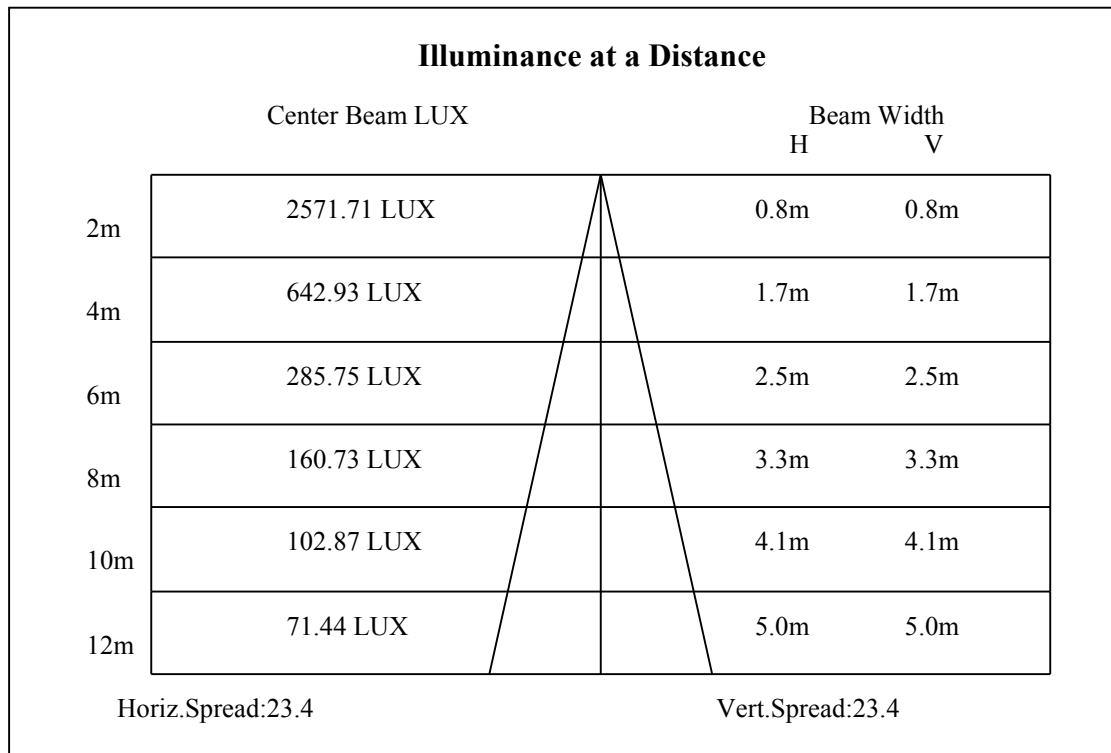 Illuminance at a Distance
Center Beam LUX Beam Width
H V
2m 2571.71 LUX 0.8m 0.8m
4m 642.93 LUX 1.7m 1.7m
6m 285.75 LUX 2.5m 2.5m
8m 160.73 LUX 3.3m 3.3m
10m 102.87 LUX 4.1m 4.1m
12m 71.44 LUX 5.0m 5.0m
Horiz.Spread:23.4 Vert.Spread:23.4